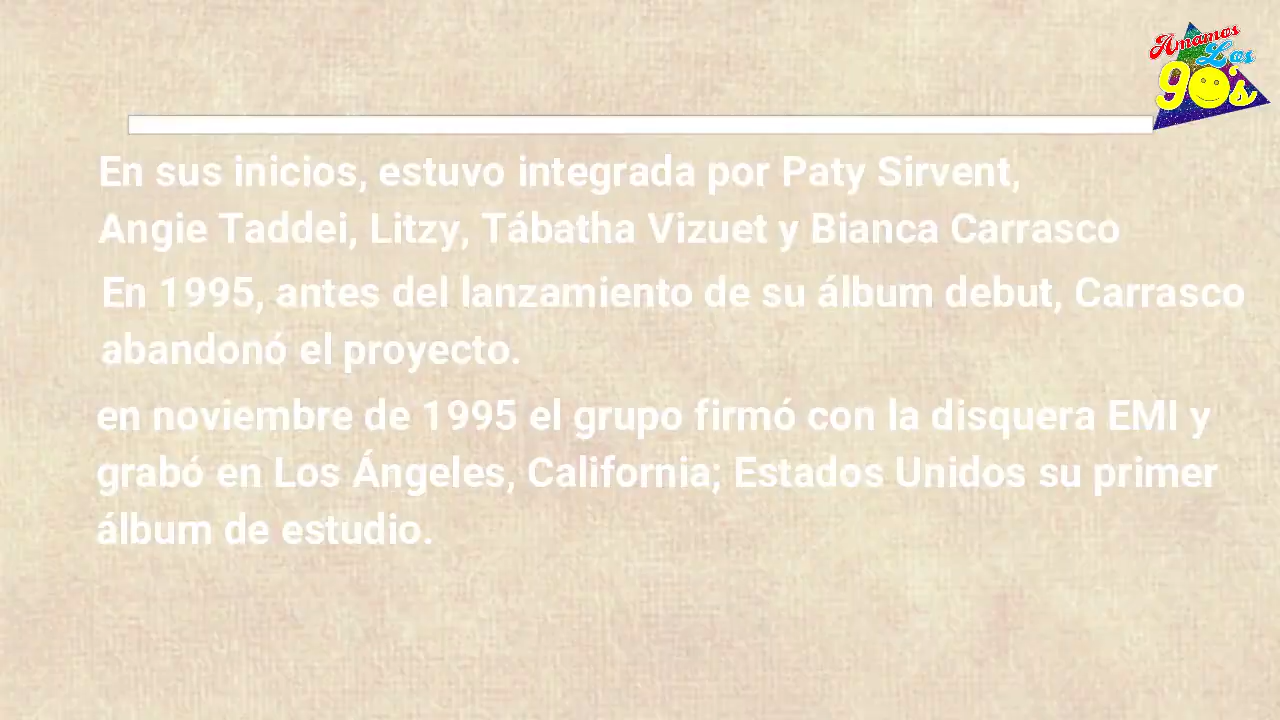 Amamos
Los
90's
En sus inicios, estuvo integrada por Paty Sirvent,
Angie Taddei, Litzy, Tábatha Vizuet y Bianca Carrasco
En 1995, antes del lanzamiento de su álbum debut, Carrasco
abandonó el proyecto.
en noviembre de 1995 el grupo firmó con la disquera EMI y
grabó en Los Ángeles, California; Estados Unidos su primer
álbum de estudio.